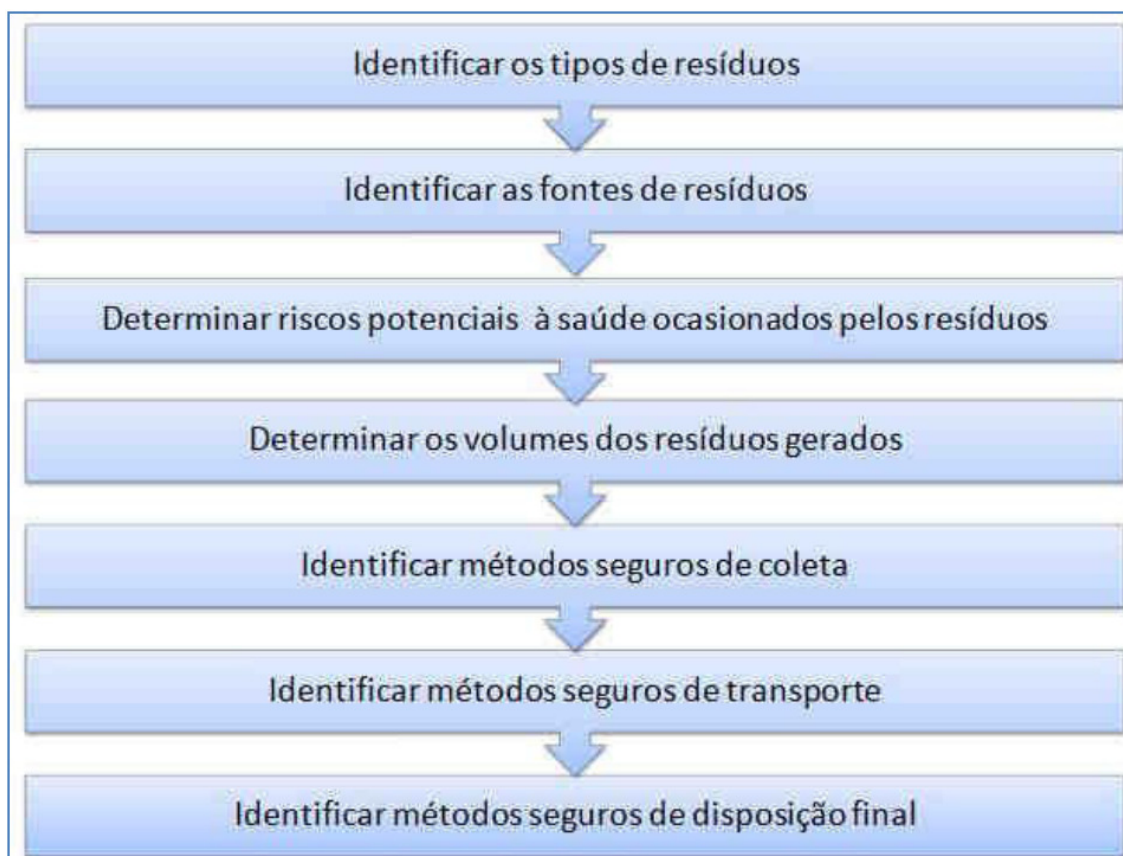 Identificar os tipos de resíduos
Identificar as fontes de resíduos
Determinar riscos potenciais à saúde ocasionados pelos resíduos
Determinar os volumes dos resíduos gerados
Identificar métodos seguros de coleta
Identificar métodos seguros de transporte
Identificar métodos seguros de disposição final